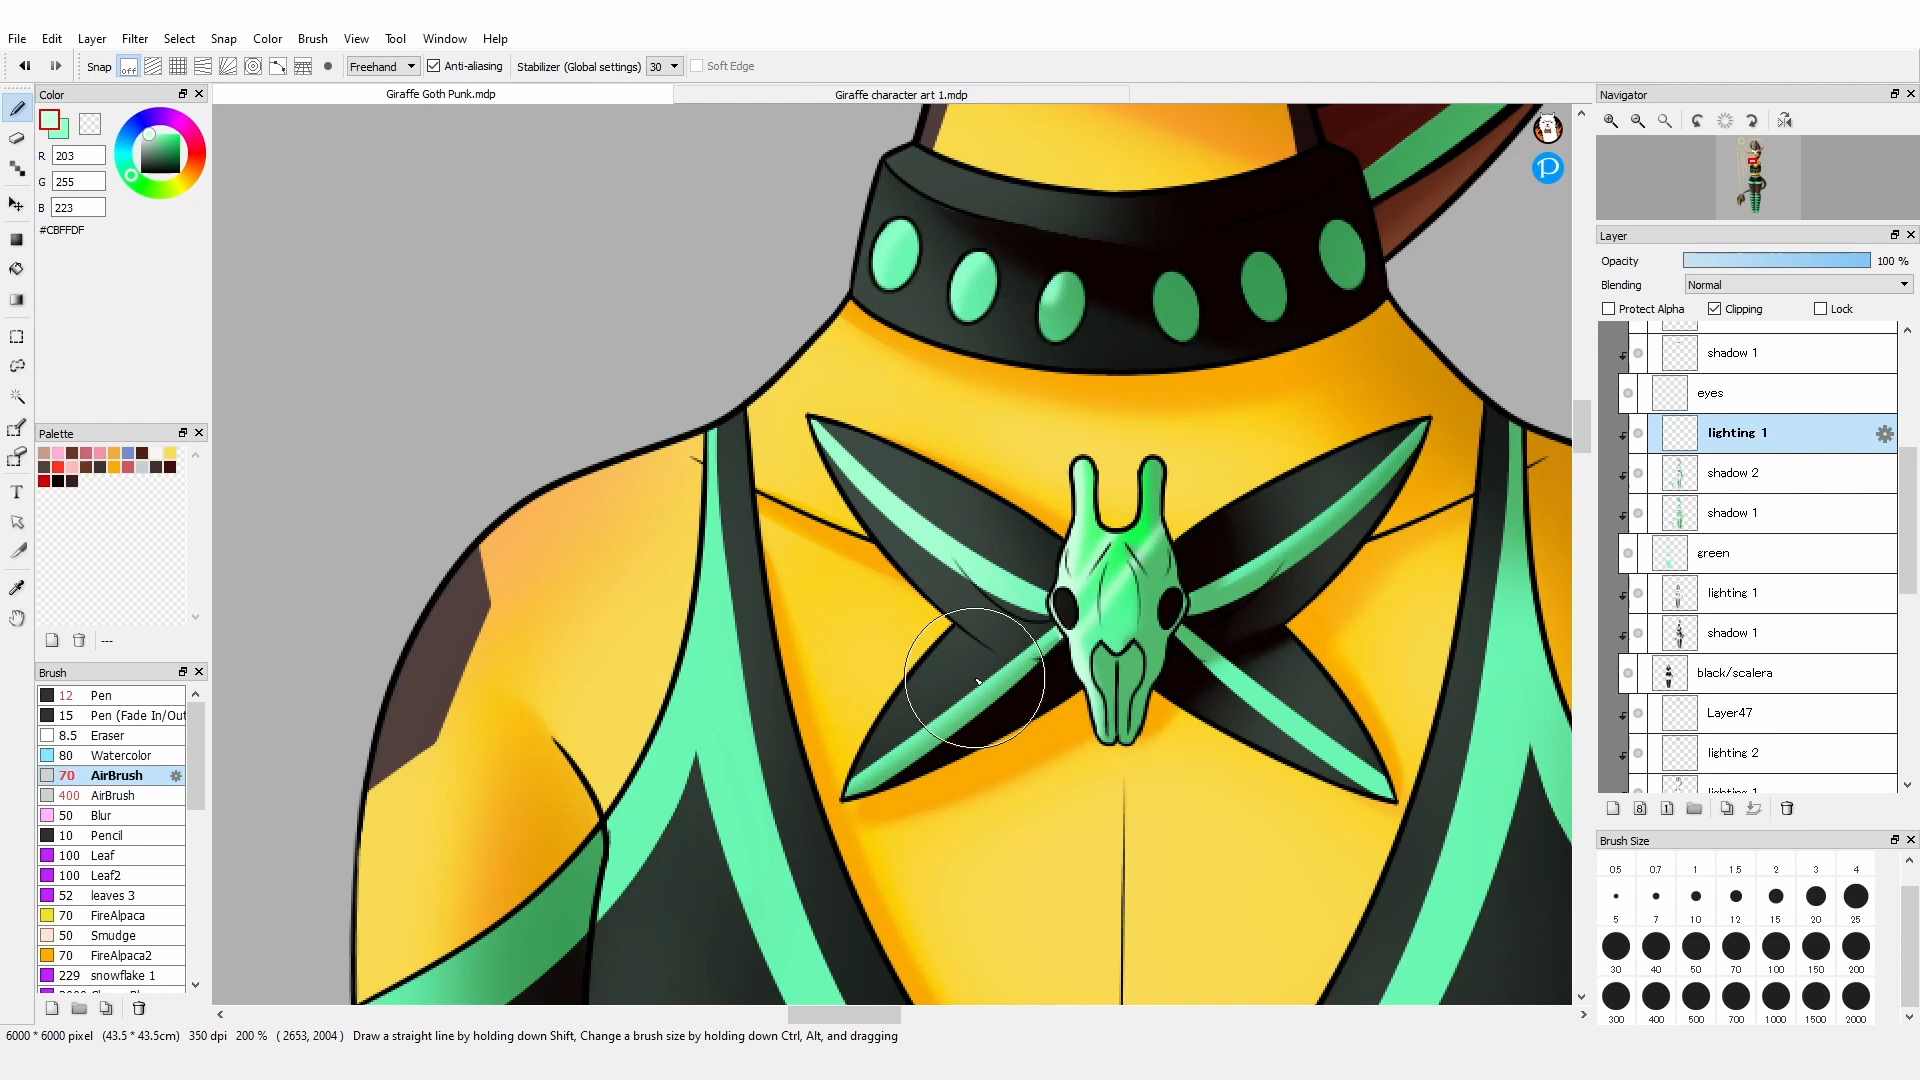 File Edit Layer Filter Select Snap Color Brush View Tool Window Help
Snap off Freehand Anti-aliasing Stabilizer (Global settings) 30 Soft Edge
Color
Giraffe Goth Punk.mdp
Giraffe character art 1.mdp
Navigator
R 203
G 255
B 223
#CBFFDF
P
Layer
Opacity 100 %
Blending Normal
Protect Alpha Clipping Lock
shadow 1
eyes
lighting 1
shadow 2
shadow 1
green
lighting 1
shadow 1
black/scalera
Layer47
lighting 2
lighting 1
8 1
Palette
---
Brush
12 Pen
15 Pen (Fade In/Out
8.5 Eraser
80 Watercolor
70 AirBrush
400 AirBrush
50 Blur
10 Pencil
100 Leaf
100 Leaf2
52 leaves 3
70 FireAlpaca
50 Smudge
70 FireAlpaca2
229 snowflake 1
T
Brush Size
0.5 0.7 1 1.5 2 3 4
5 7 10 12 15 20 25
30 40 50 70 100 150 200
300 400 500 700 1000 1500 2000
6000 * 6000 pixel (43.5 * 43.5cm) 350 dpi 200 % ( 2653, 2004 ) Draw a straight line by holding down Shift, Change a brush size by holding down Ctrl, Alt, and dragging